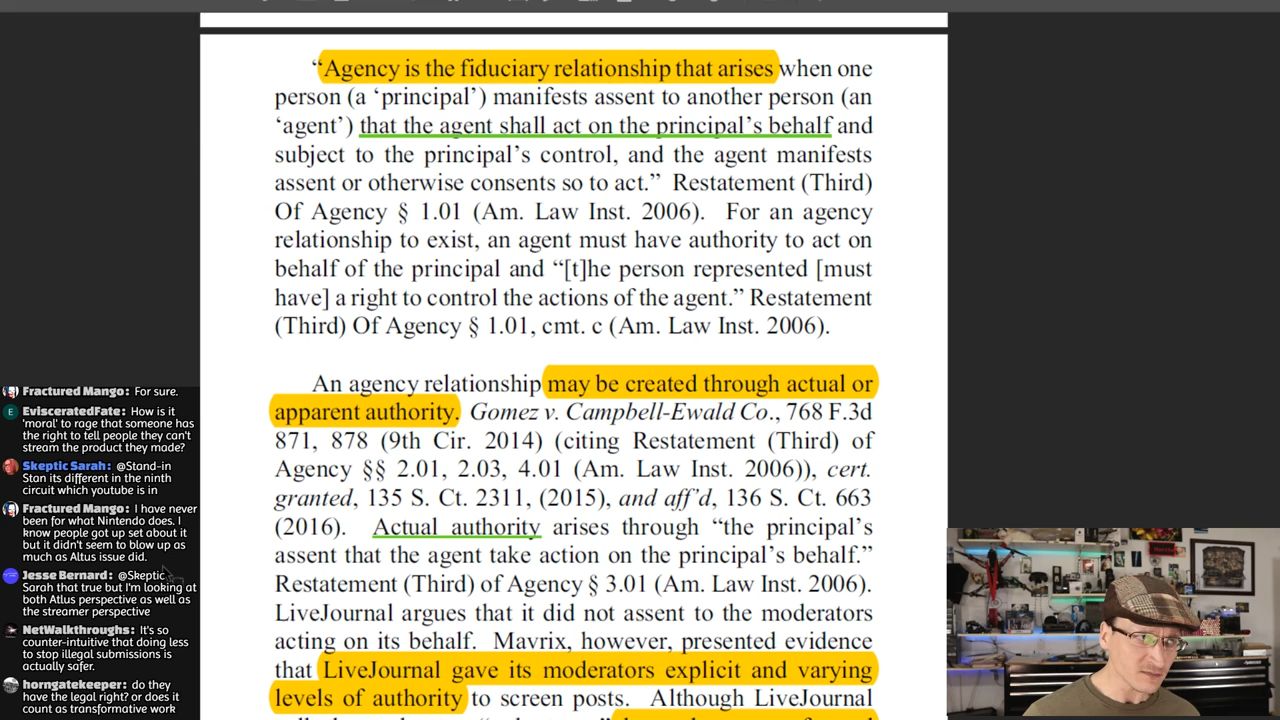 “Agency is the fiduciary relationship that arises when one
person (a ‘principal’) manifests assent to another person (an
‘agent’) that the agent shall act on the principal’s behalf and
subject to the principal’s control, and the agent manifests
assent or otherwise consents so to act.” Restatement (Third)
Of Agency § 1.01 (Am. Law Inst. 2006). For an agency
relationship to exist, an agent must have authority to act on
behalf of the principal and “[t]he person represented [must
have] a right to control the actions of the agent.” Restatement
(Third) Of Agency § 1.01, cmt. c (Am. Law Inst. 2006).
An agency relationship may be created through actual or
apparent authority. Gomez v. Campbell-Ewald Co., 768 F.3d
871, 878 (9th Cir. 2014) (citing Restatement (Third) of
Agency §§ 2.01, 2.03, 4.01 (Am. Law Inst. 2006)), cert.
granted, 135 S. Ct. 2311, (2015), and aff’d, 136 S. Ct. 663
(2016). Actual authority arises through “the principal’s
assent that the agent take action on the principal’s behalf.”
Restatement (Third) of Agency § 3.01 (Am. Law Inst. 2006).
LiveJournal argues that it did not assent to the moderators
acting on its behalf. Mavrix, however, presented evidence
that LiveJournal gave its moderators explicit and varying
levels of authority to screen posts. Although LiveJournal
Fractured Mango: For sure.
E EvisceratedFate: How is it
'moral' to rage that someone has
the right to tell people they can't
stream the product they made?
Skeptic Sarah: @Stand-in
Stan its different in the ninth
circuit which youtube is in
Fractured Mango: I have never
been for what Nintendo does. I
know people got up set about it
but it didn't seem to blow up as
much as Altus issue did.
Jesse Bernard: @Skeptic
Sarah that true but I'm looking at
both Atlus perspective as well as
the streamer perspective
NetWalkthroughs: It's so
counter-intuitive that doing less
to stop illegal submissions is
actually safer.
horngatekeeper: do they
have the legal right? or does it
count as transformative work